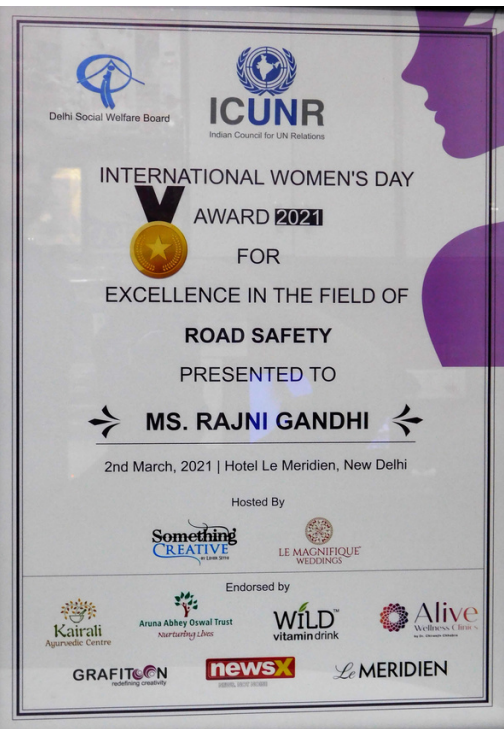 Delhi Social Welfare Board
ICUNR
Indian Council for UN Relations
INTERNATIONAL WOMEN'S DAY
AWARD 2021
FOR
EXCELLENCE IN THE FIELD OF
ROAD SAFETY
PRESENTED TO
MS. RAJNI GANDHI
2nd March, 2021 | Hotel Le Meridien, New Delhi
Hosted By
Something
CREATIVE
LE MAGNIFIQUE
WEDDINGS
Endorsed by
Kairali
Ayurvedic Centre
Aruna Abhey Oswal Trust
Nurturing Lives
WiLD™
vitamin drink
Alive
Wellness Clinics
GRAFITOON
redefining creativity
newsX
Le MERIDIEN